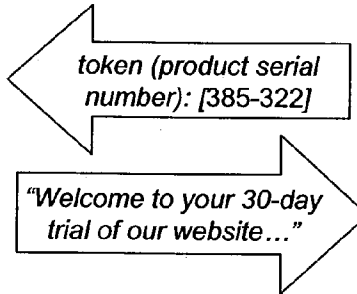 token (product serial
number): [385-322]
“Welcome to your 30-day
trial of our website…”